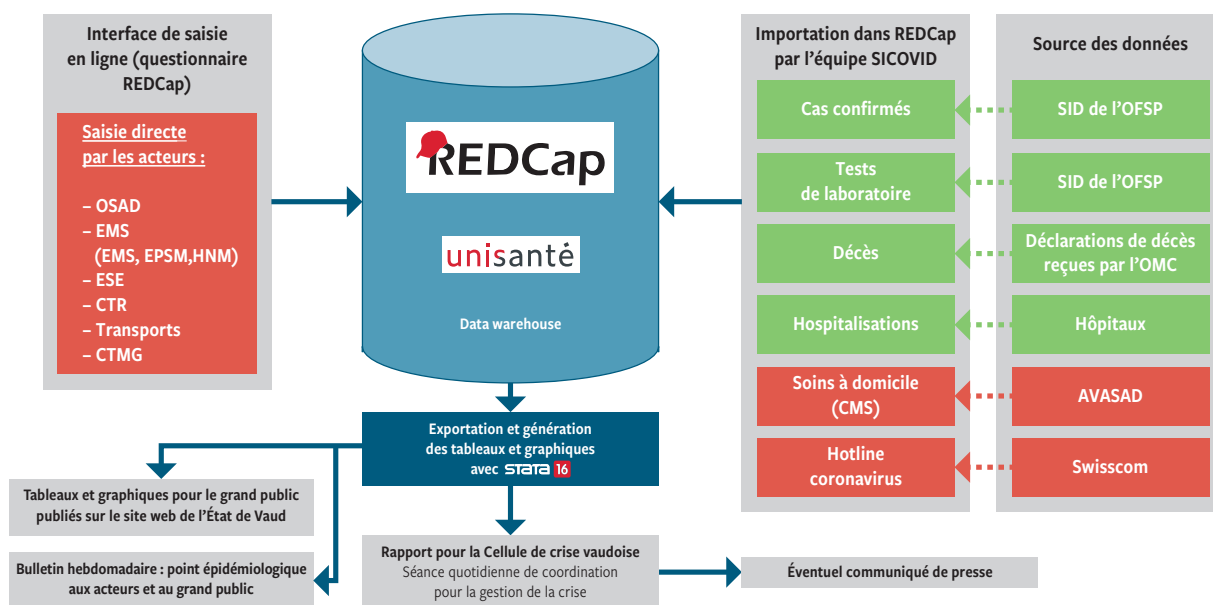 Interface de saisie
en ligne (questionnaire
REDCap)
Saisie directe
par les acteurs :
– OSAD
– EMS
(EMS, EPSM,HNM)
– ESE
– CTR
– Transports
– CTMG
REDCap
unisanté
Data warehouse
Importation dans REDCap
par l’équipe SICOVID
Cas confirmés
Tests
de laboratoire
Décès
Hospitalisations
Soins à domicile
(CMS)
Hotline
coronavirus
Source des données
SID de l’OFSP
SID de l’OFSP
Déclarations de décès
reçues par l’OMC
Hôpitaux
AVASAD
Swisscom
Exportation et génération
des tableaux et graphiques
avec STATA 16
Tableaux et graphiques pour le grand public
publiés sur le site web de l’État de Vaud
Bulletin hebdomadaire : point épidémiologique
aux acteurs et au grand public
Rapport pour la Cellule de crise vaudoise
Séance quotidienne de coordination
pour la gestion de la crise
Éventuel communiqué de presse